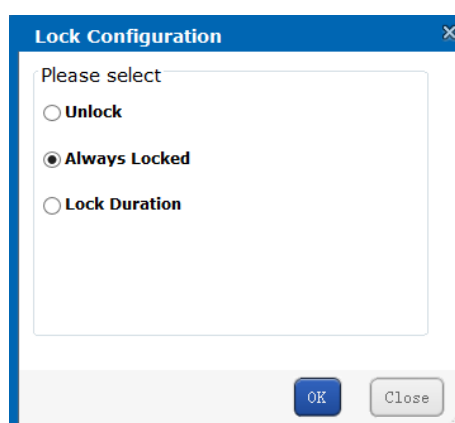 Lock Configuration
Please select
Unlock
Always Locked
Lock Duration
OK
Close